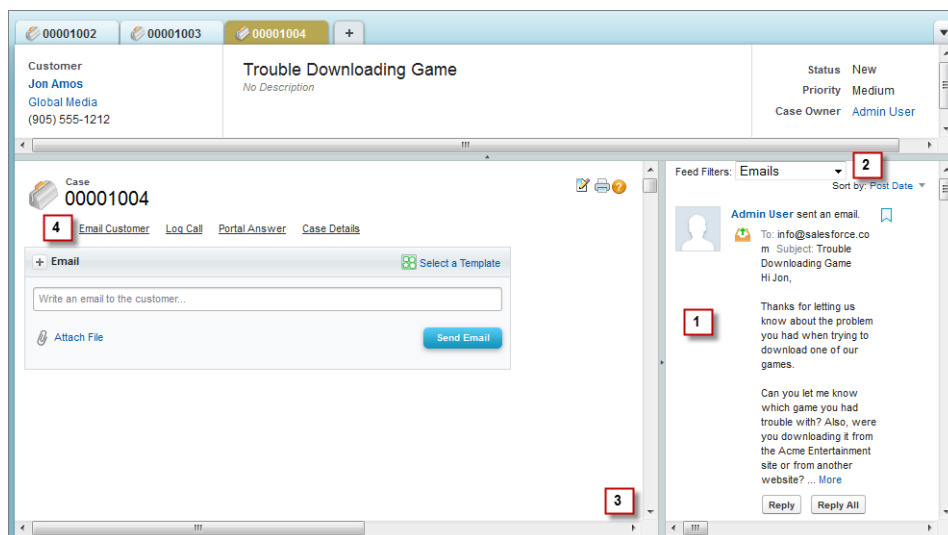 00001002
00001003
00001004
+
Customer
Jon Amos
Global Media
(905) 555-1212
Trouble Downloading Game
No Description
Status New
Priority Medium
Case Owner Admin User
Case
00001004
4
Email Customer Log Call Portal Answer Case Details
+ Email
Select a Template
Write an email to the customer...
Attach File
Send Email
3
Feed Filters: Emails
2
Sort by: Post Date
Admin User sent an email.
To: info@salesforce.co
m Subject: Trouble
Downloading Game
Hi Jon,
1
Thanks for letting us
know about the problem
you had when trying to
download one of our
games.
Can you let me know
which game you had
trouble with? Also, were
you downloading it from
the Acme Entertainment
site or from another
website? ... More
Reply Reply All